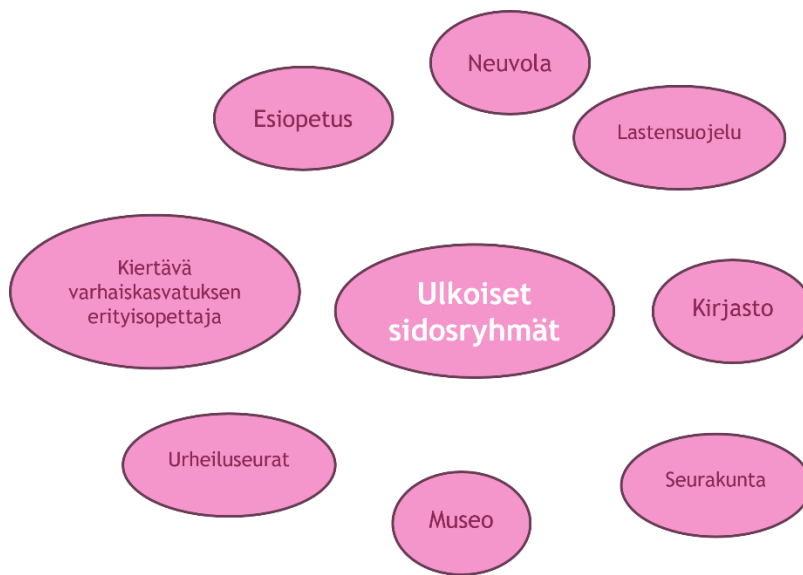 Neuvola
Esiopetus
Lastensuojelu
Kiertävä
varhaiskasvatuksen
erityisopettaja
Ulkoiset
sidosryhmät
Kirjasto
Urheiluseurat
Seurakunta
Museo